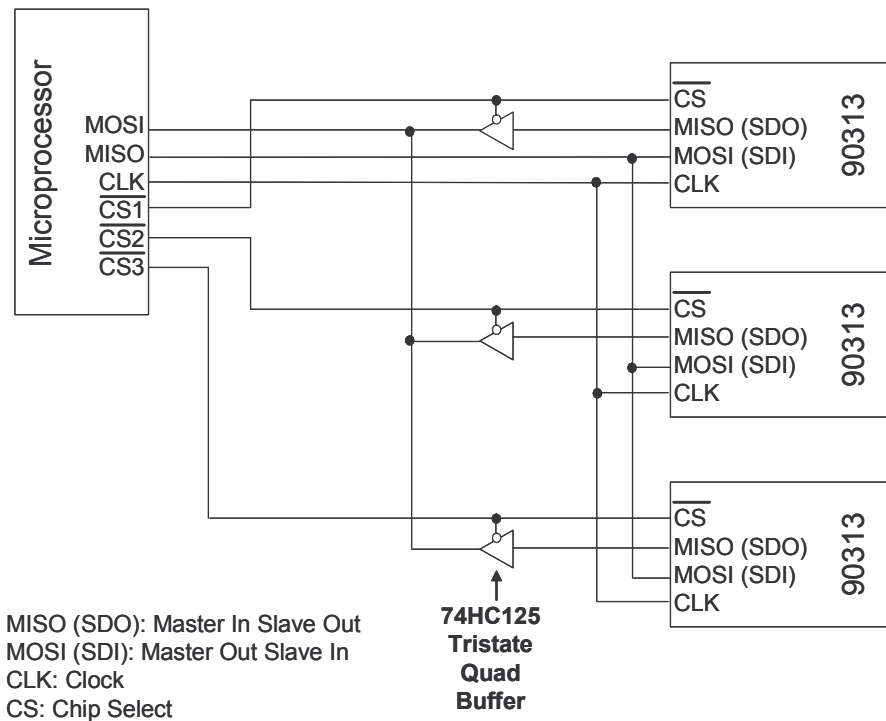 Microprocessor
MOSI
MISO
CLK
CS1
CS2
CS3
CS
MISO (SDO)
MOSI (SDI)
CLK
90313
CS
MISO (SDO)
MOSI (SDI)
CLK
90313
CS
MISO (SDO)
MOSI (SDI)
CLK
90313
74HC125
Tristate
Quad
Buffer
MISO (SDO): Master In Slave Out
MOSI (SDI): Master Out Slave In
CLK: Clock
CS: Chip Select